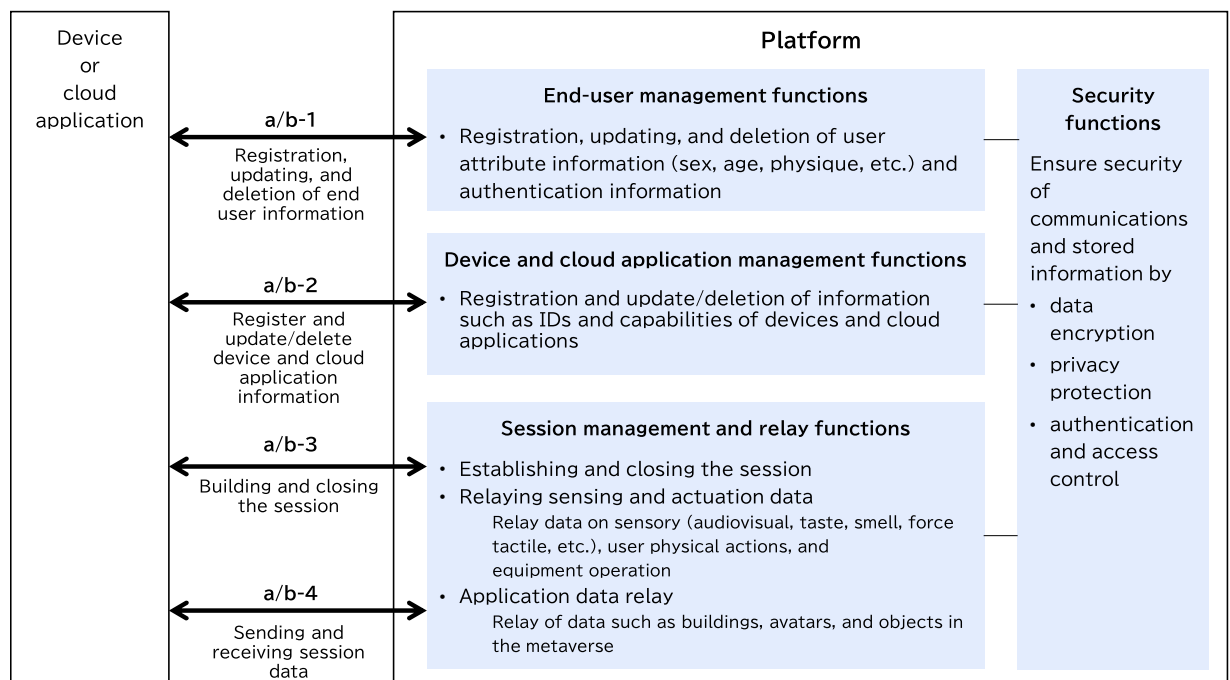 Device
or
cloud
application
a/b-1
Registration,
updating, and
deletion of end
user information
a/b-2
Register and
update/delete
device and cloud
application
information
a/b-3
Building and closing
the session
a/b-4
Sending and
receiving session
data
Platform
End-user management functions
• Registration, updating, and deletion of user
attribute information (sex, age, physique, etc.) and
authentication information
Device and cloud application management functions
• Registration and update/deletion of information
such as IDs and capabilities of devices and cloud
applications
Session management and relay functions
• Establishing and closing the session
• Relaying sensing and actuation data
Relay data on sensory (audiovisual, taste, smell, force
tactile, etc.), user physical actions, and
equipment operation
• Application data relay
Relay of data such as buildings, avatars, and objects in
the metaverse
Security
functions
Ensure security
of
communications
and stored
information by
• data
encryption
• privacy
protection
• authentication
and access
control